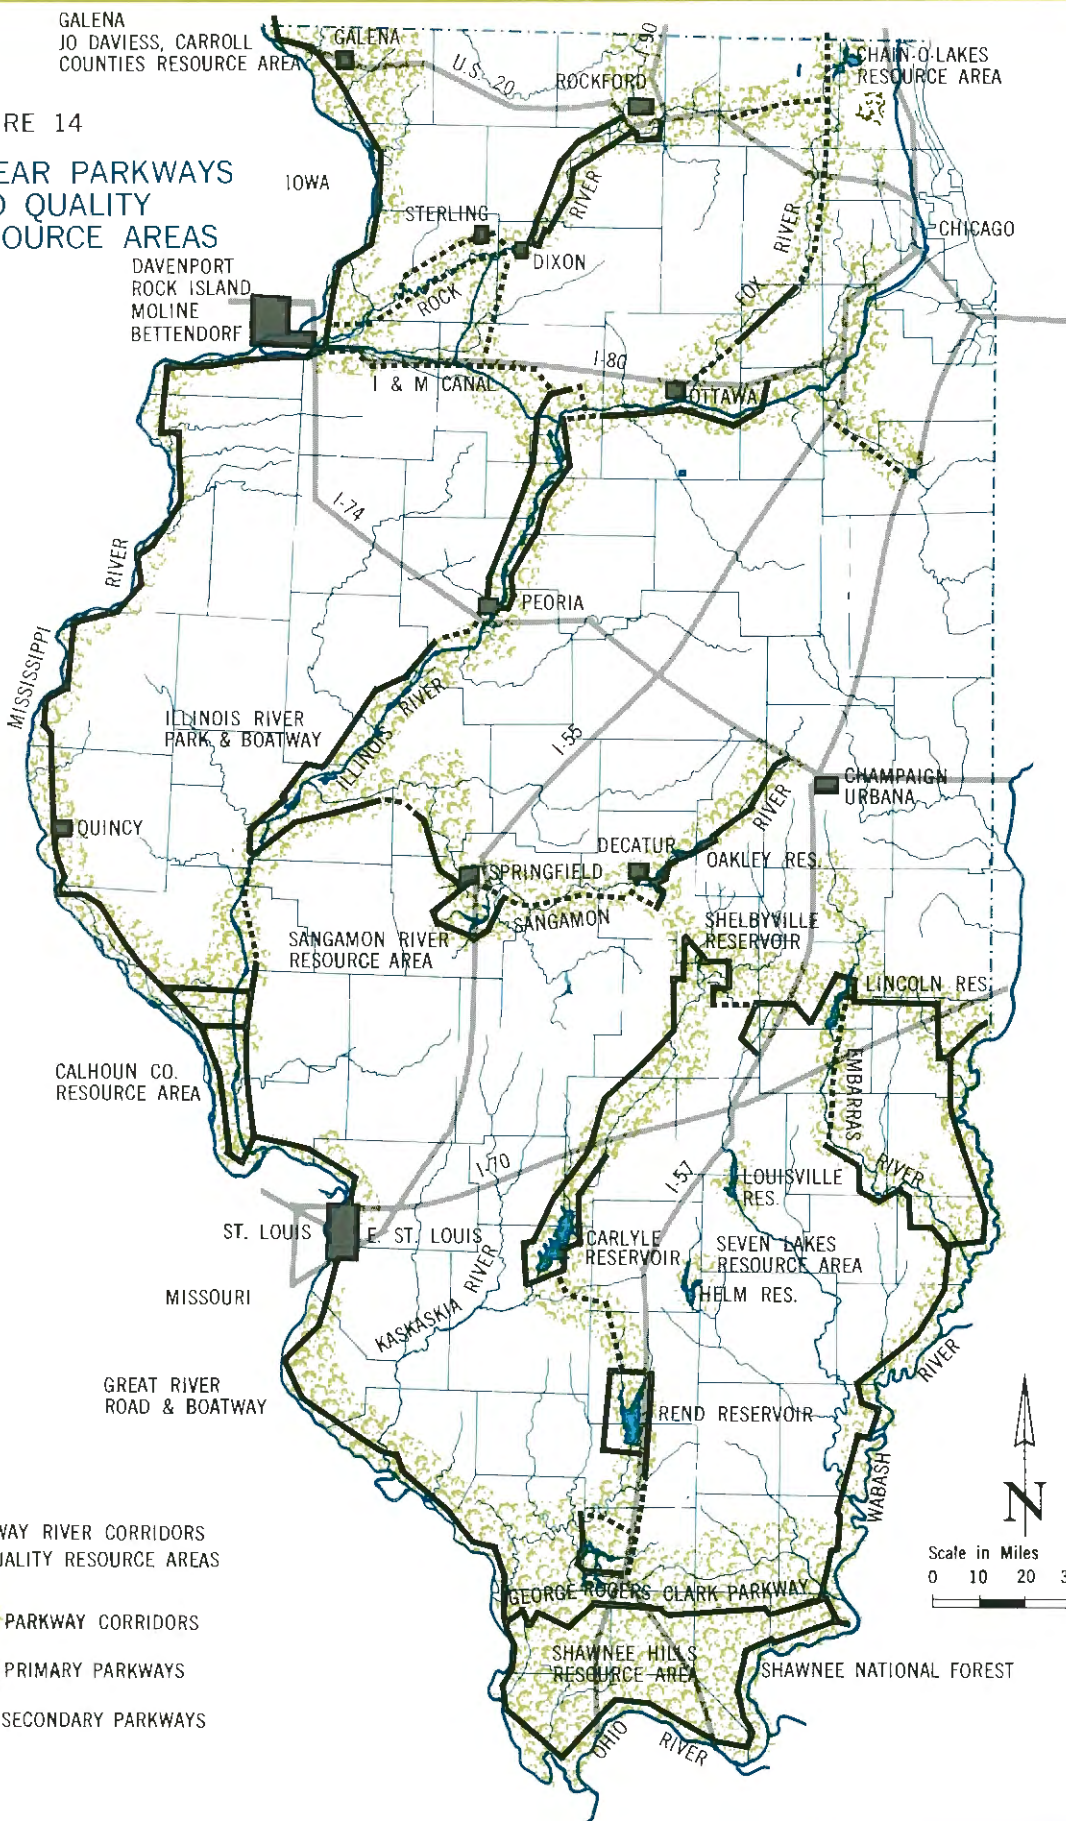 GALENA
JO DAVIESS, CARROLL
COUNTIES RESOURCE AREA
GALENA
U.S. 20
I-90
ROCKFORD
CHAIN-O-LAKES
RESOURCE AREA
RE 14
EAR PARKWAYS
D QUALITY
OURCE AREAS
IOWA
STERLING
RIVER
DIXON
ROCK
FOX
RIVER
CHICAGO
DAVENPORT
ROCK ISLAND
MOLINE
BETTENDORF
I-80
I & M CANAL
OTTAWA
I-74
RIVER
MISSISSIPPI
PEORIA
ILLINOIS RIVER
PARK & BOATWAY
ILLINOIS
RIVER
I-55
CHAMPAIGN
URBANA
RIVER
QUINCY
DECATUR
OAKLEY RES.
SPRINGFIELD
SANGAMON
SANGAMON RIVER
RESOURCE AREA
SHELBYVILLE
RESERVOIR
LINCOLN RES.
EMBARRAS
RIVER
CALHOUN CO.
RESOURCE AREA
I-70
I-57
LOUISVILLE
RES.
ST. LOUIS
E. ST. LOUIS
CARLYLE
RESERVOIR
SEVEN LAKES
RESOURCE AREA
HELM RES.
MISSOURI
KASKASKIA RIVER
GREAT RIVER
ROAD & BOATWAY
REND RESERVOIR
RIVER
WABASH
N
Scale in Miles
0 10 20 3
WAY RIVER CORRIDORS
UALITY RESOURCE AREAS
GEORGE ROGERS CLARK PARKWAY
PARKWAY CORRIDORS
SHAWNEE HILLS
RESOURCE AREA
SHAWNEE NATIONAL FOREST
PRIMARY PARKWAYS
SECONDARY PARKWAYS
OHIO
RIVER